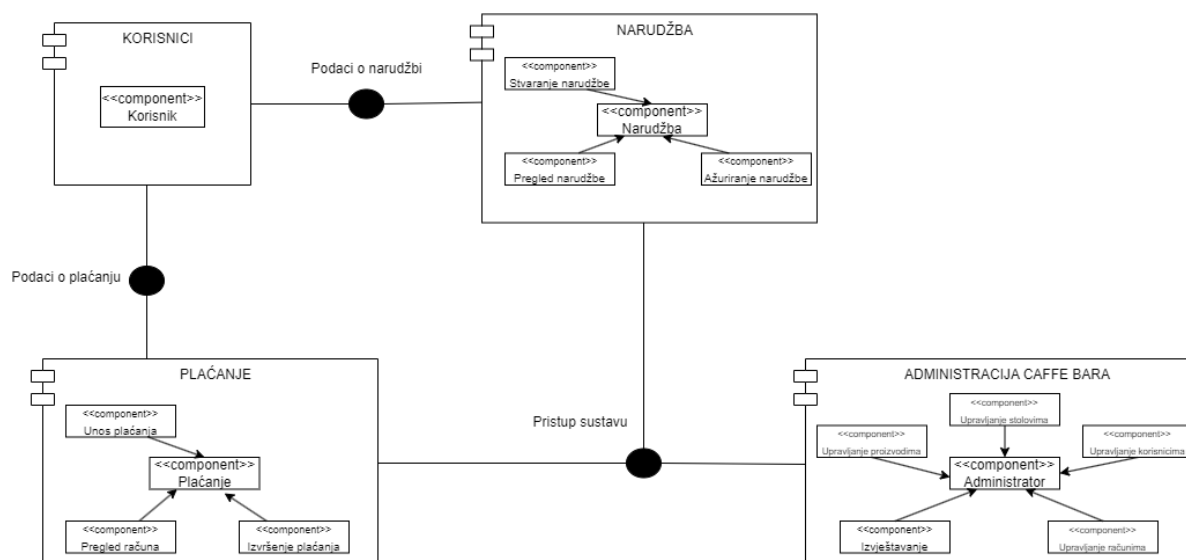 KORISNICI
<<component>>
Korisnik
Podaci o narudžbi
NARUDŽBA
<<component>>
Stvaranje narudžbe
<<component>>
Narudžba
<<component>>
Pregled narudžbe
<<component>>
Ažuriranje narudžbe
Podaci o plaćanju
PLAĆANJE
<<component>>
Unos plaćanja
<<component>>
Plaćanje
<<component>>
Pregled računa
<<component>>
Izvršenje plaćanja
Pristup sustavu
ADMINISTRACIJA CAFFE BARA
<<component>>
Upravljanje stolovima
<<component>>
Upravljanje proizvodima
<<component>>
Upravljanje korisnicima
<<component>>
Administrator
<<component>>
Izvještavanje
<<component>>
Upravljanje računima